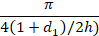 π
4(1 + d₁)/2h)